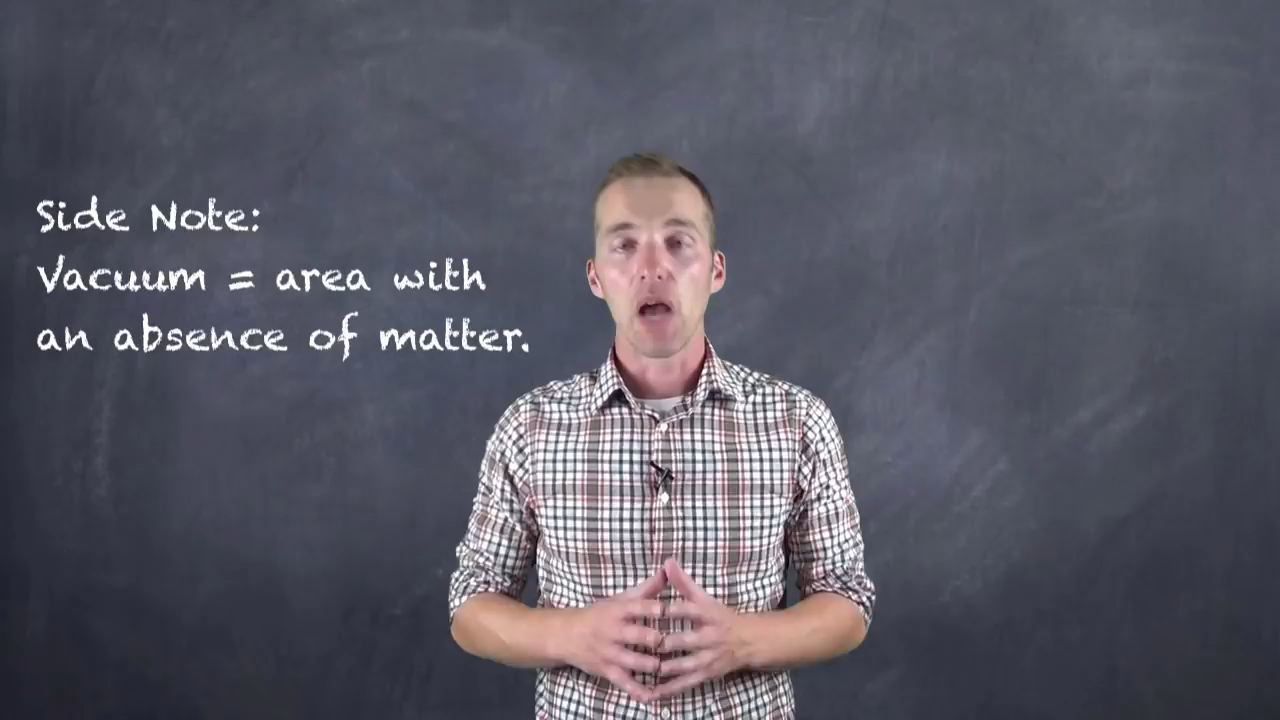 Side Note:
Vacuum = area with
an absence of matter.